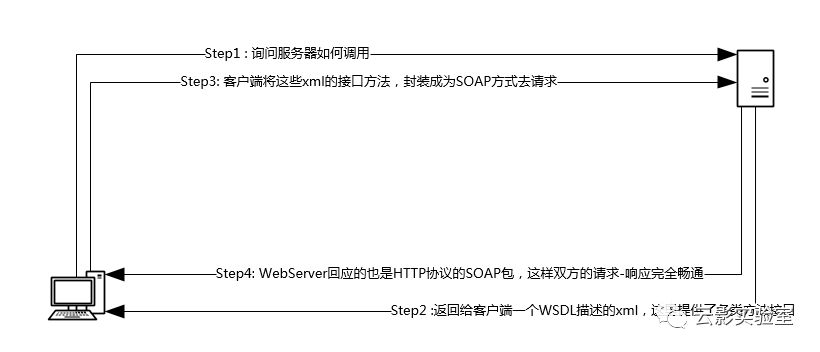 Step1 : 询问服务器如何调用
Step3: 客户端将这些xml的接口方法，封装成为SOAP方式去请求
Step4: WebServer回应的也是HTTP协议的SOAP包，这样双方的请求-响应完全畅通
Step2 :返回给客户端一个WSDL描述的xml，
云影实验室